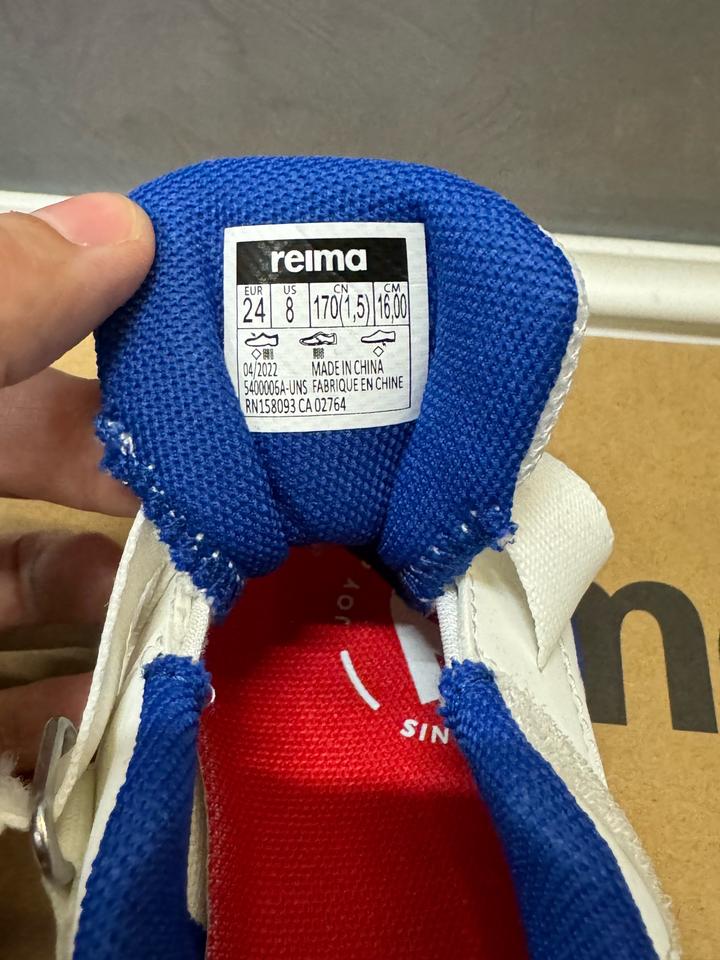 reima
EUR US CN CM
24 8 170(1,5) 16,00
04/2022 MADE IN CHINA
5400006A-UNS FABRIQUE EN CHINE
RN158093 CA 02764
SIN